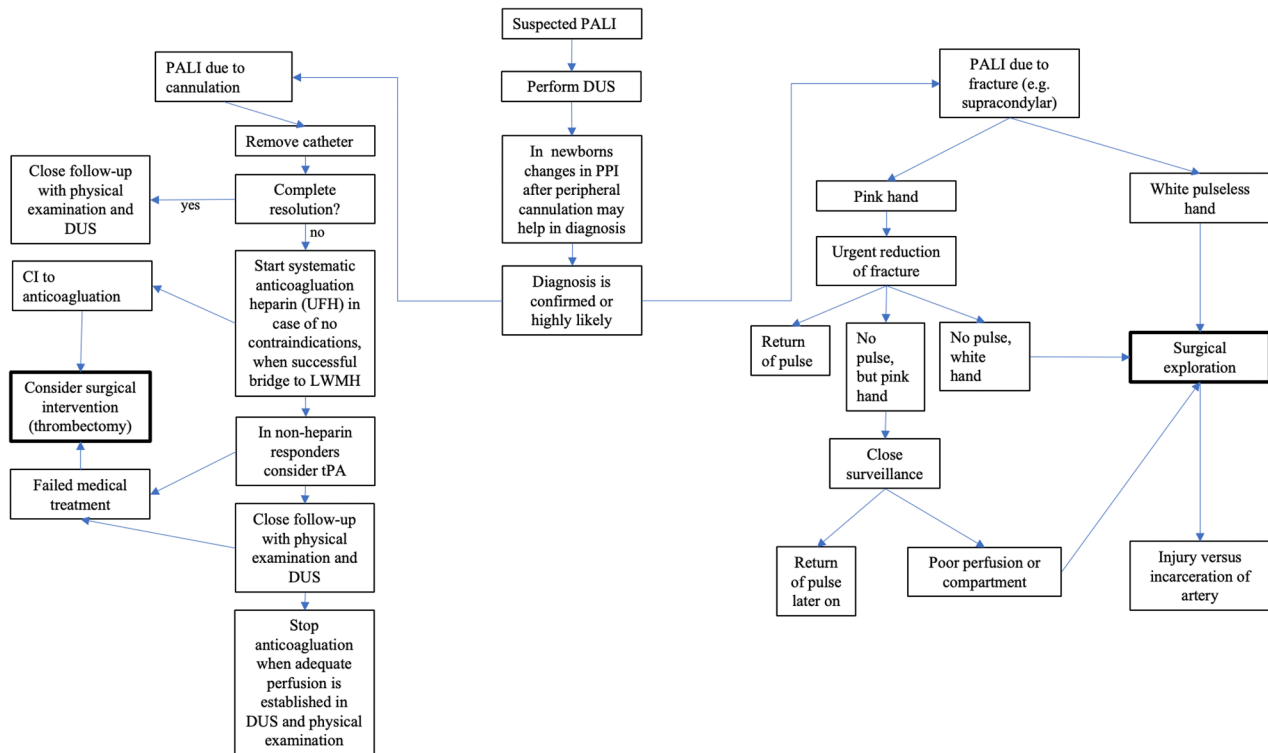 Suspected PALI
Perform DUS
In newborns
changes in PPI
after peripheral
cannulation may
help in diagnosis
Diagnosis is
confirmed or
highly likely
PALI due to
cannulation
Remove catheter
Complete
resolution?
yes
no
Close follow-up
with physical
examination and
DUS
Start systematic
anticoagluation
heparin (UFH) in
case of no
contraindications,
when successful
bridge to LWMH
CI to
anticoagluation
Consider surgical
intervention
(thrombectomy)
In non-heparin
responders
consider tPA
Failed medical
treatment
Close follow-up
with physical
examination and
DUS
Stop
anticoagluation
when adequate
perfusion is
established in
DUS and physical
examination
PALI due to
fracture (e.g.
supracondylar)
Pink hand
White pulseless
hand
Urgent reduction
of fracture
Return
of pulse
No
pulse,
but pink
hand
No pulse,
white
hand
Surgical
exploration
Close
surveillance
Return
of pulse
later on
Poor perfusion or
compartment
Injury versus
incarceration of
artery